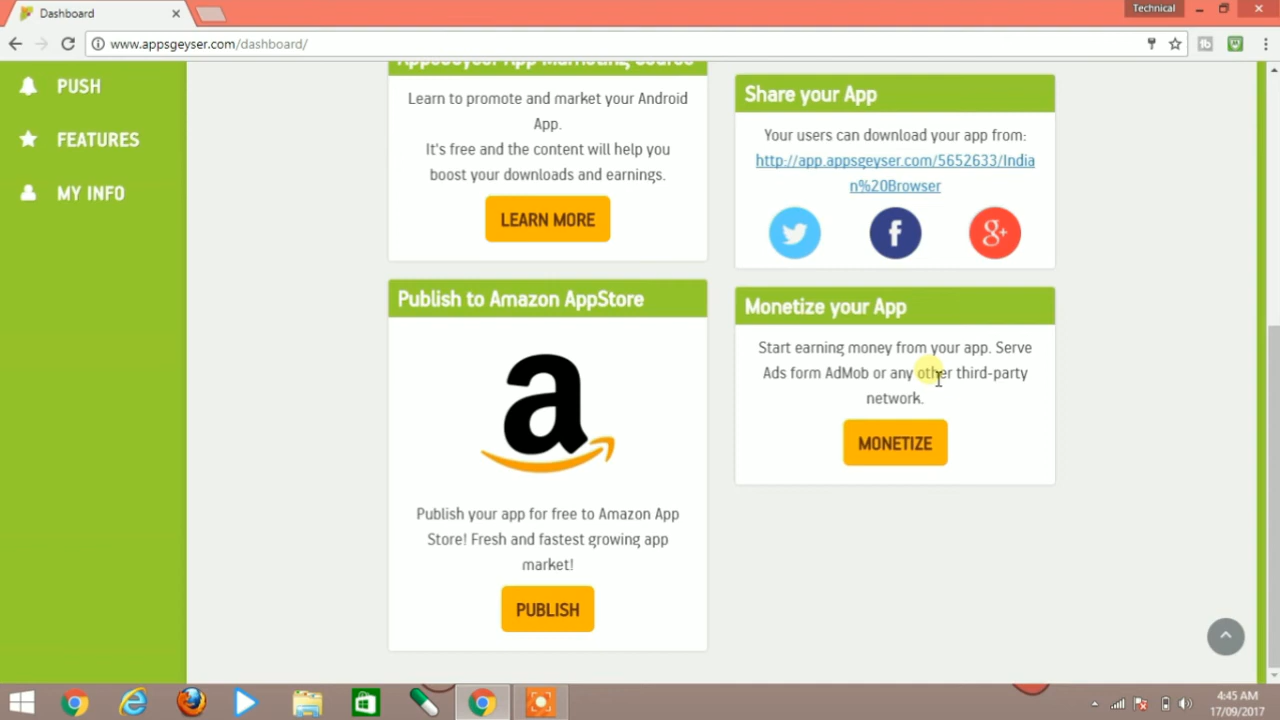 Dashboard
Technical
www.appsgeyser.com/dashboard/
PUSH
FEATURES
MY INFO
AppsGeyser App Marketing Course
Learn to promote and market your Android
App.
It's free and the content will help you
boost your downloads and earnings.
LEARN MORE
Publish to Amazon AppStore
a
Publish your app for free to Amazon App
Store! Fresh and fastest growing app
market!
PUBLISH
Share your App
Your users can download your app from:
http://app.appsgeyser.com/5652633/India
n%20Browser
f
g+
Monetize your App
Start earning money from your app. Serve
Ads form AdMob or any other third-party
network.
MONETIZE
4:45 AM
17/09/2017